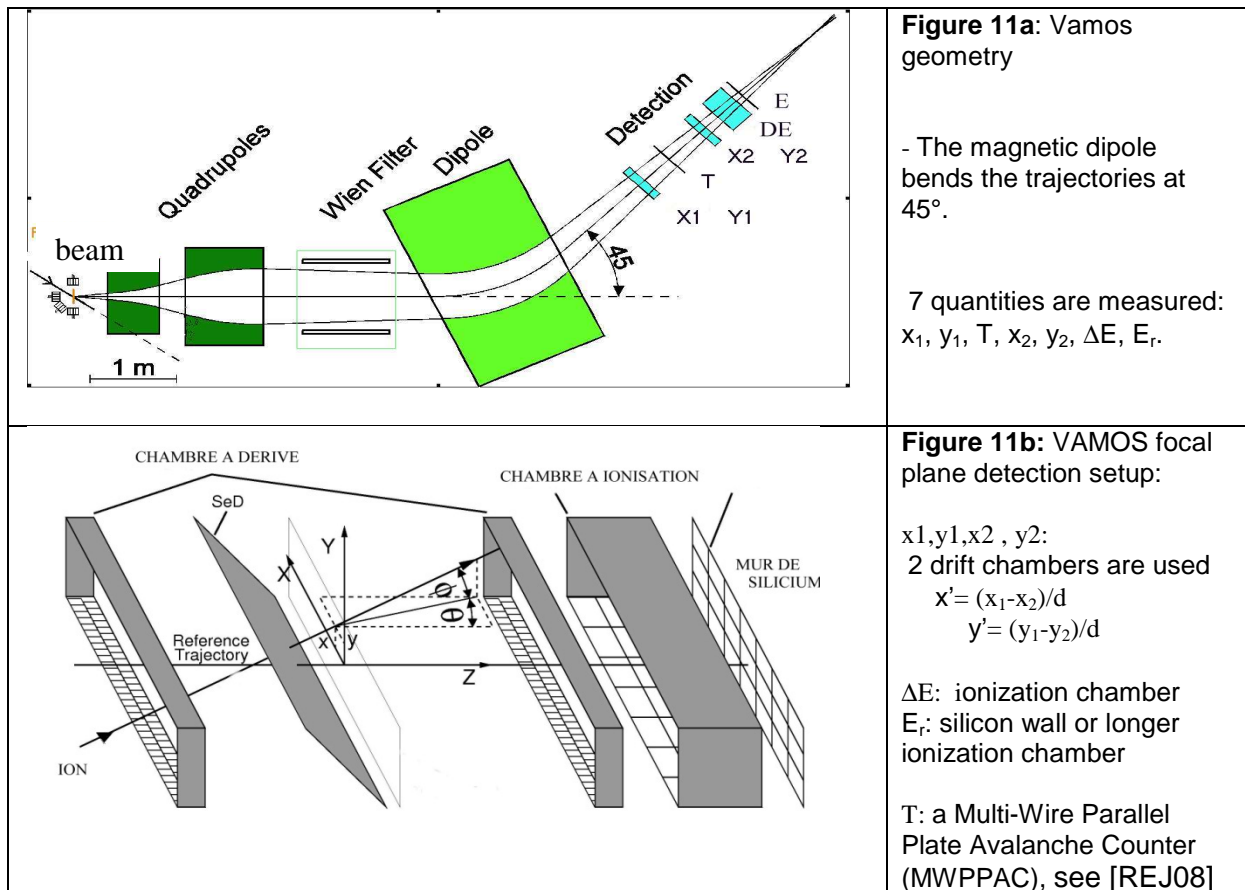 Quadrupoles
Wien Filter
Dipole
Detection
beam
F
1 m
45
X1 Y1
T
X2 Y2
DE
E
Figure 11a: Vamos
geometry
- The magnetic dipole
bends the trajectories at
45°.
7 quantities are measured:
x₁, y₁, T, x₂, y₂, ΔE, Eᵣ.
CHAMBRE A DERIVE
SeD
CHAMBRE A IONISATION
MUR DE
SILICIUM
Y
X
Φ
θ
x
y
Z
Reference
Trajectory
ION
Figure 11b: VAMOS focal
plane detection setup:
x1,y1,x2 , y2:
2 drift chambers are used
x'= (x₁-x₂)/d
y'= (y₁-y₂)/d
ΔE: ionization chamber
Eᵣ: silicon wall or longer
ionization chamber
T: a Multi-Wire Parallel
Plate Avalanche Counter
(MWPPAC), see [REJ08]